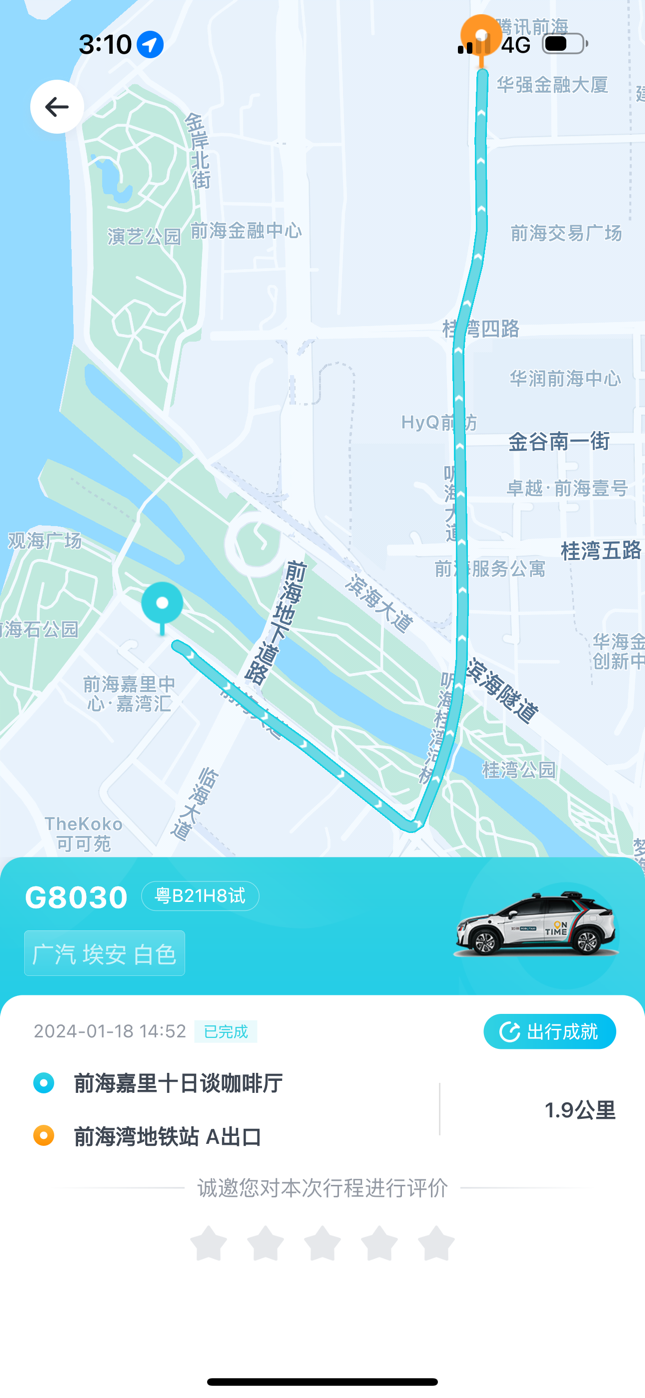 3:10
4G
腾讯前海
华强金融大厦
金岸北街
演艺公园
前海金融中心
前海交易广场
桂湾四路
华润前海中心
HyQ前
金谷南一街
卓越·前海壹号
听海大道
桂湾五路
前海服务公寓
观海广场
前海地下道路
滨海大道
海石公园
华海金
创新中
前海嘉里中
心·嘉湾汇
滨海隧道
前海大道
听海桂湾河桥
桂湾公园
临海大道
TheKoko
可可苑
G8030
粤B21H8试
广汽 埃安 白色
ON
TIME
2024-01-18 14:52
已完成
出行成就
前海嘉里十日谈咖啡厅
1.9公里
前海湾地铁站 A出口
诚邀您对本次行程进行评价